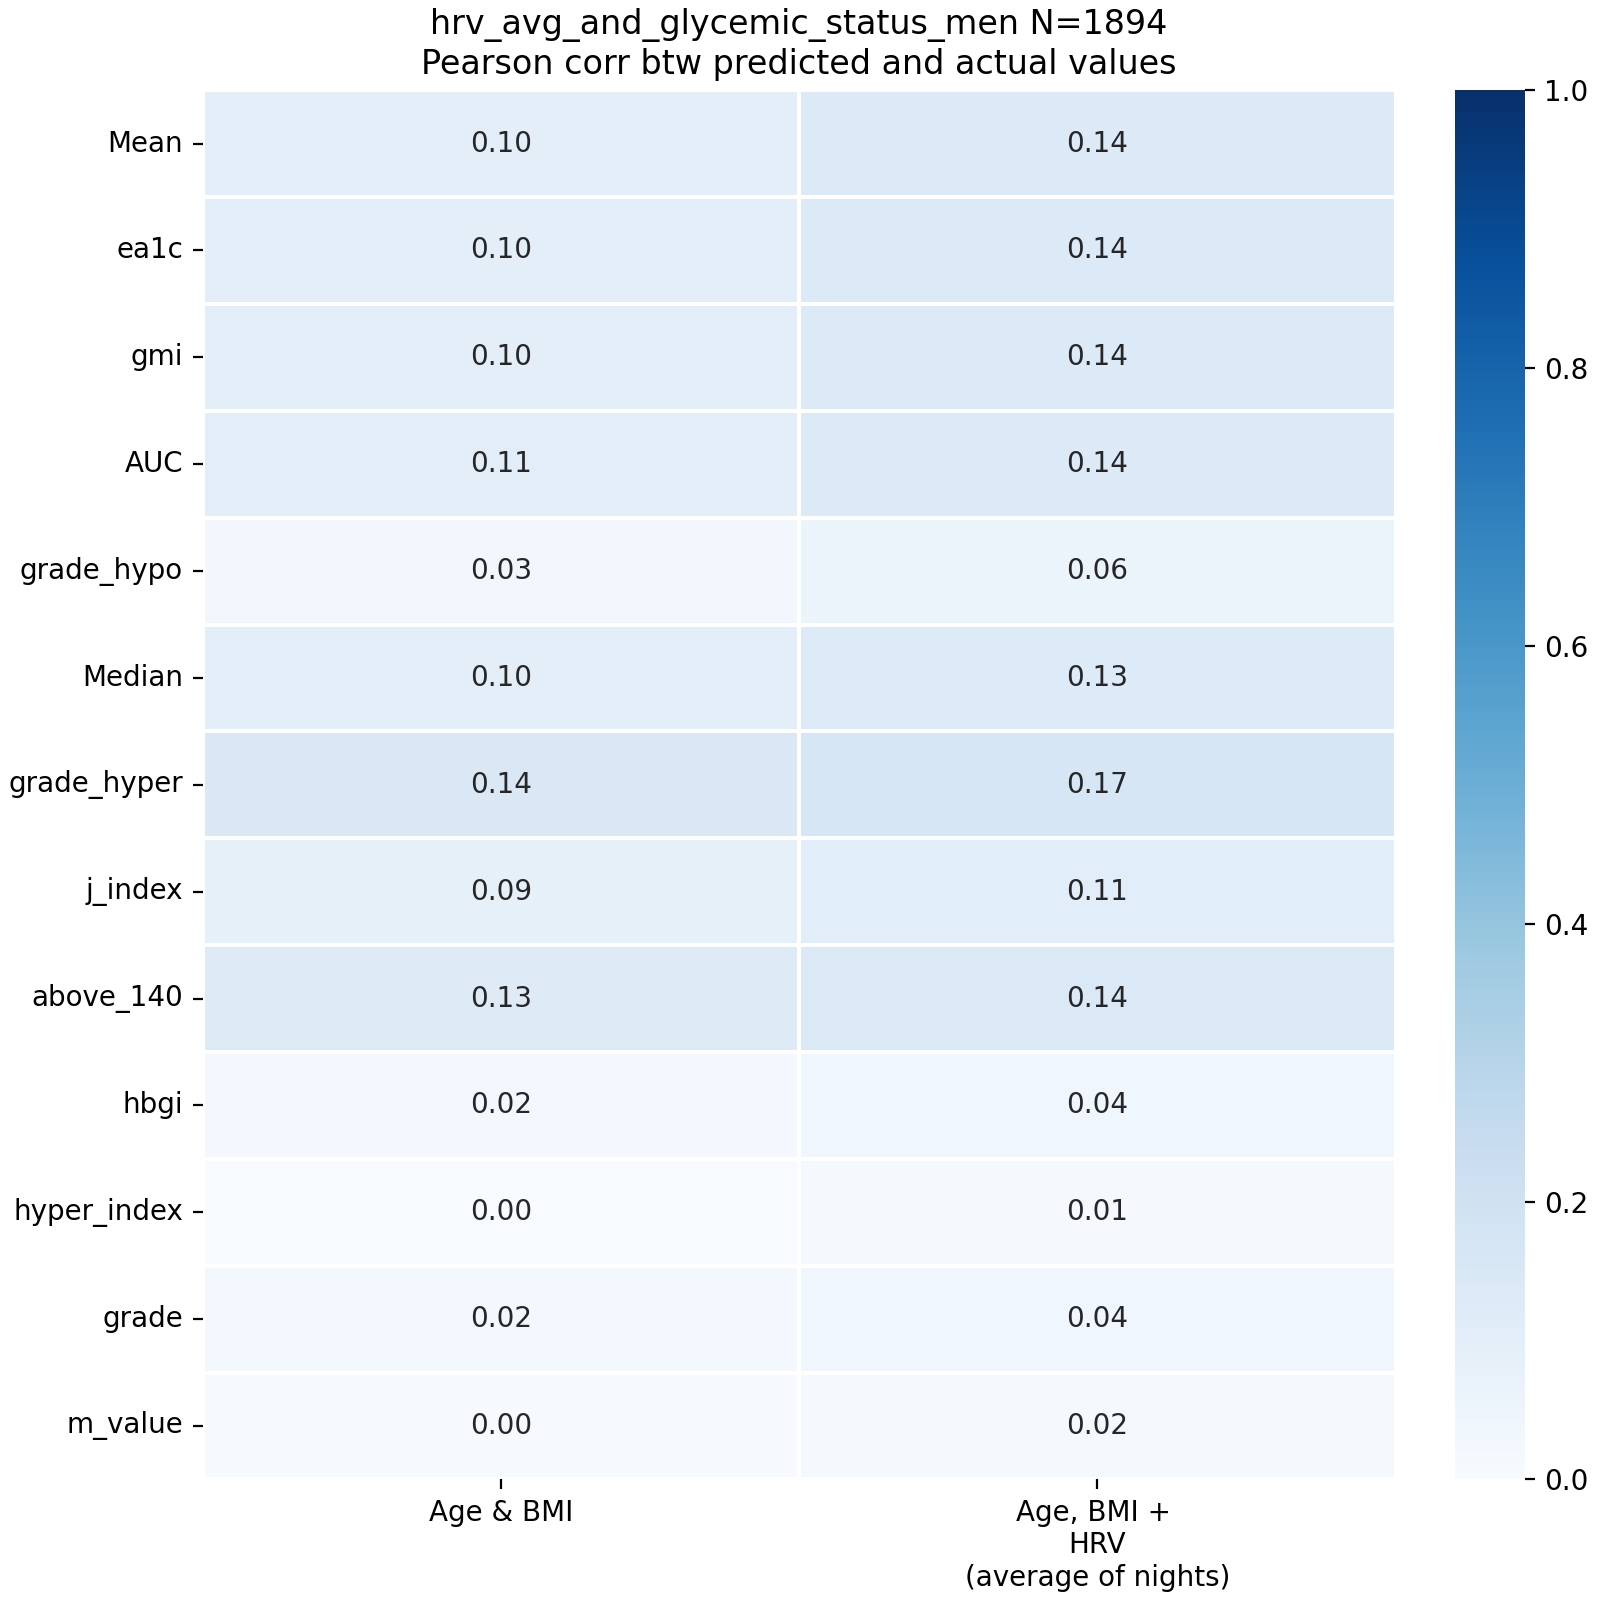 hrv_avg_and_glycemic_status_men N=1894
Pearson corr btw predicted and actual values
Mean 0.10 0.14
ea1c 0.10 0.14
gmi 0.10 0.14
AUC 0.11 0.14
grade_hypo 0.03 0.06
Median 0.10 0.13
grade_hyper 0.14 0.17
j_index 0.09 0.11
above_140 0.13 0.14
hbgi 0.02 0.04
hyper_index 0.00 0.01
grade 0.02 0.04
m_value 0.00 0.02
Age & BMI
Age, BMI +
HRV
(average of nights)
1.0
0.8
0.6
0.4
0.2
0.0